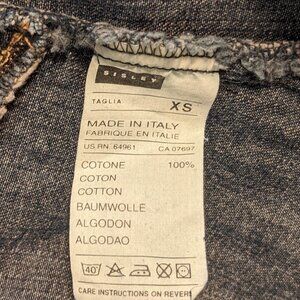 SISLEY
TAGLIA XS
MADE IN ITALY
FABRIQUE EN ITALIE
US RN. 64961 CA 07697
COTONE 100%
COTON
COTTON
BAUMWOLLE
ALGODON
ALGODAO
40
CARE INSTRUCTIONS ON REVERS